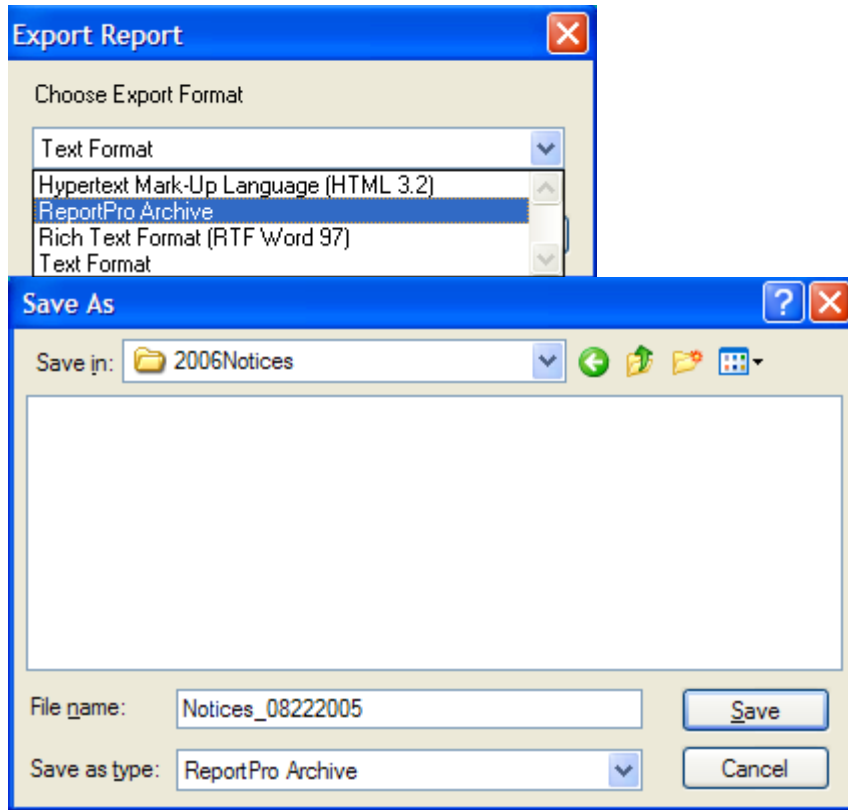 Export Report
Choose Export Format
Text Format
Hypertext Mark-Up Language (HTML 3.2)
ReportPro Archive
Rich Text Format (RTF Word 97)
Text Format
Save As
Save in: 2006Notices
File name: Notices_08222005 Save
Save as type: ReportPro Archive Cancel